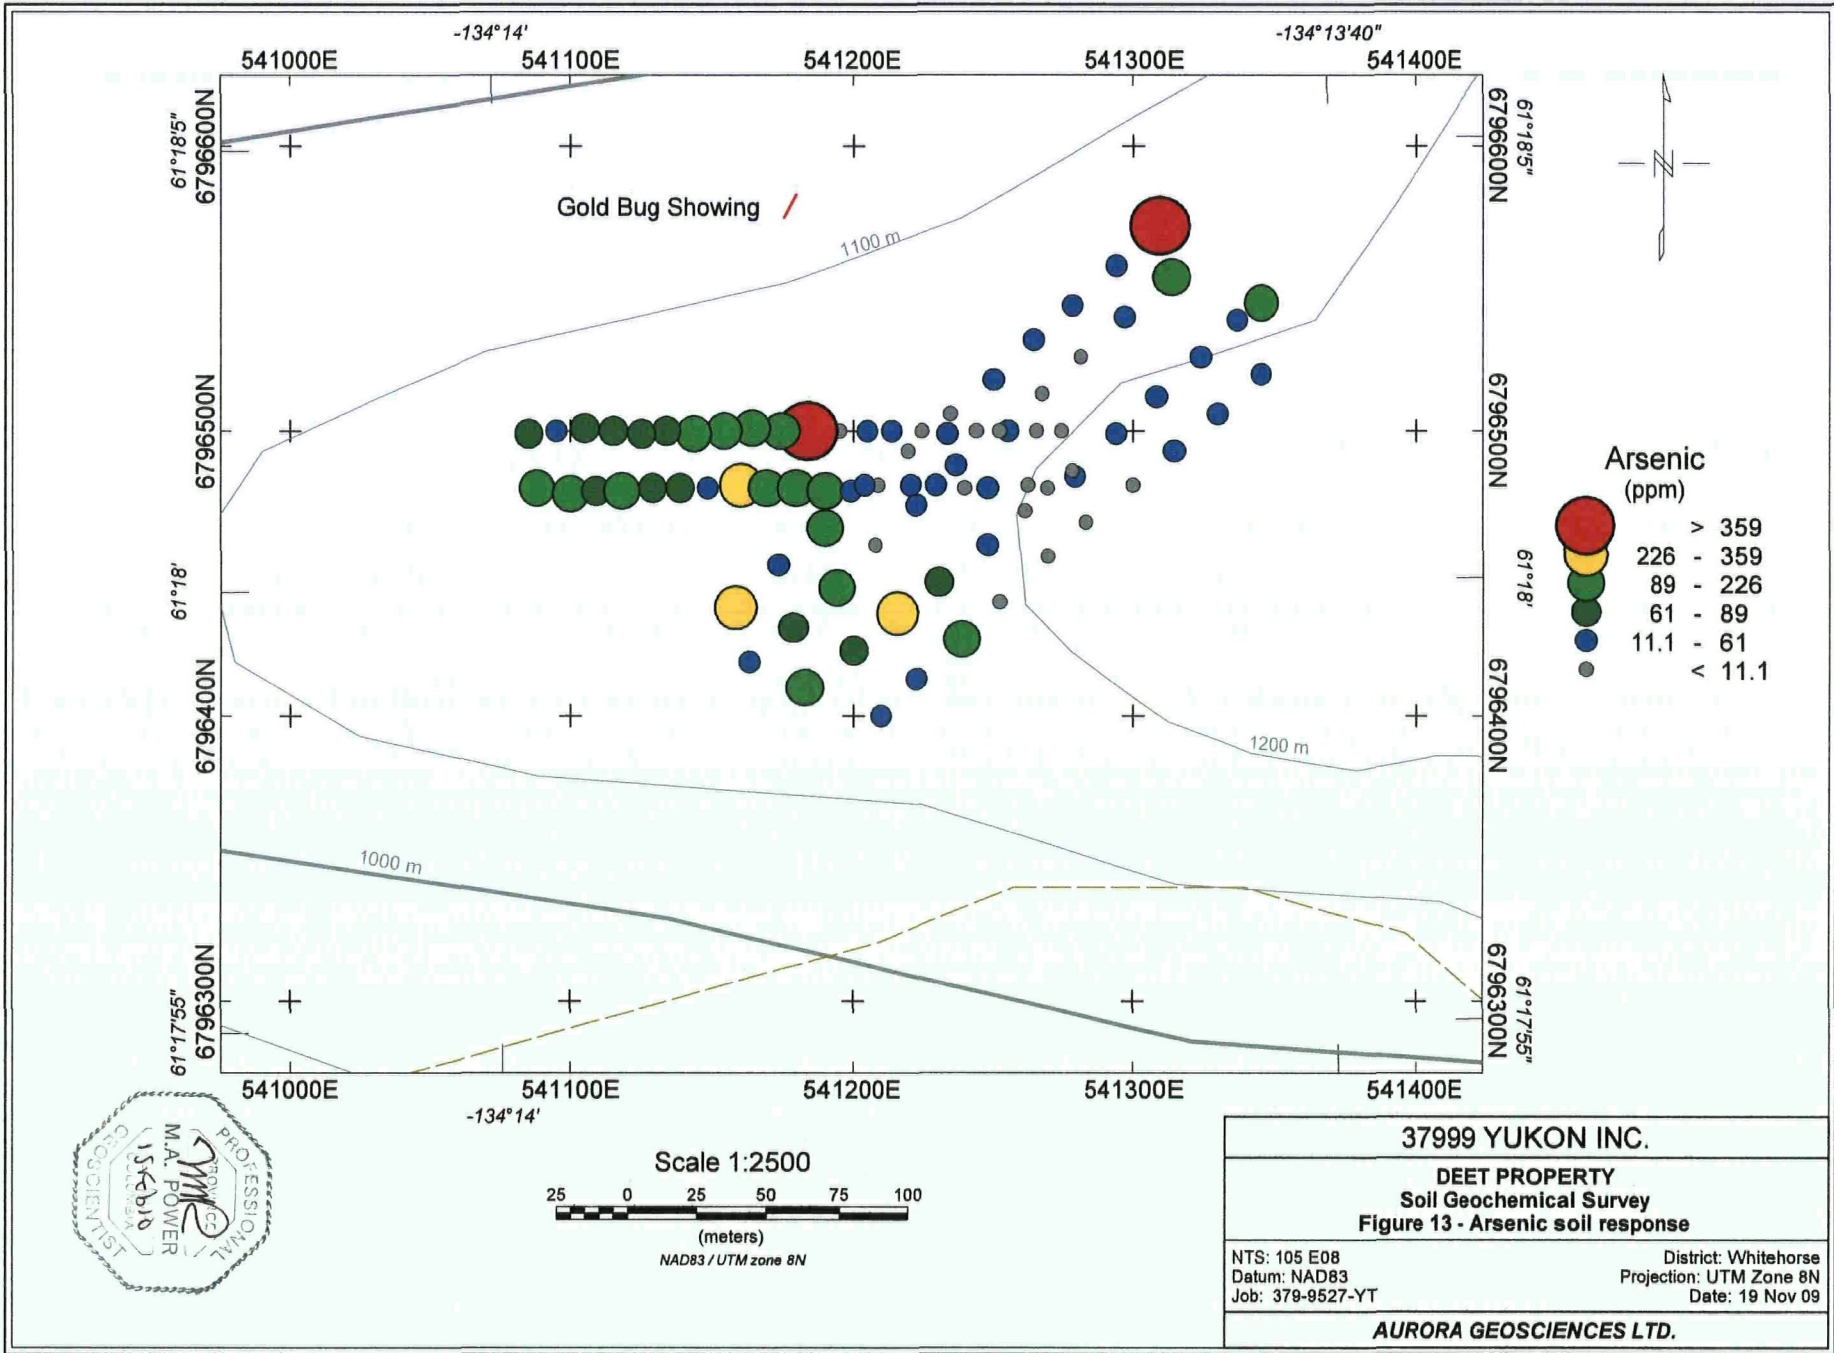 -134°14' -134°13'40"
541000E 541100E 541200E 541300E 541400E
61°18'5" 6796600N 6796600N 61°18'5"
Gold Bug Showing
N
1100 m
6796500N 6796500N
Arsenic
(ppm)
> 359
226 - 359
89 - 226
61 - 89
11.1 - 61
< 11.1
61°18' 61°18'
6796400N 6796400N
1200 m
1000 m
61°17'55" 6796300N 6796300N 61°17'55"
541000E 541100E 541200E 541300E 541400E
-134°14'
PROFESSIONAL
PROVINCE
M.A. POWER
GEOSCIENTIST
Scale 1:2500
25 0 25 50 75 100
(meters)
NAD83 / UTM zone 8N
37999 YUKON INC.
DEET PROPERTY
Soil Geochemical Survey
Figure 13 - Arsenic soil response
NTS: 105 E08 District: Whitehorse
Datum: NAD83 Projection: UTM Zone 8N
Job: 379-9527-YT Date: 19 Nov 09
AURORA GEOSCIENCES LTD.